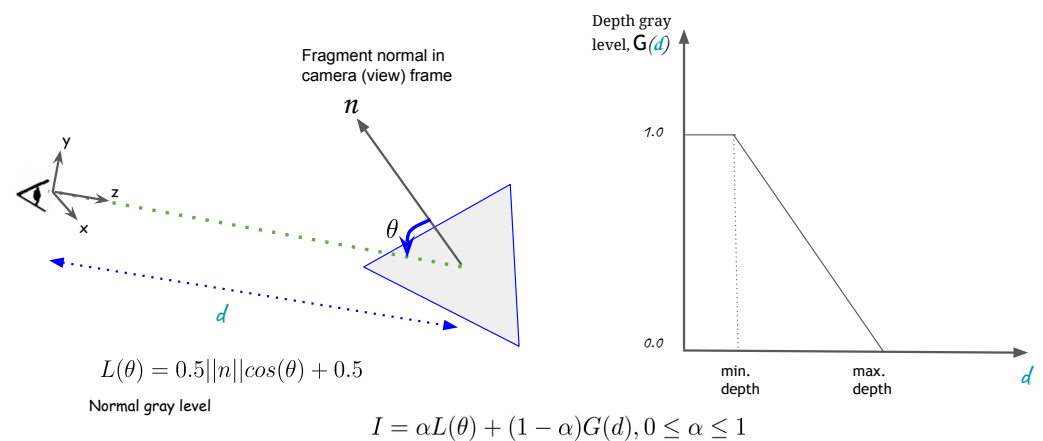 Fragment normal in
camera (view) frame
n
y
z
x
θ
d
L(θ) = 0.5||n||cos(θ) + 0.5
Normal gray level
Depth gray
level, G(d)
1.0
0.0
min.
depth
max.
depth
d
I = αL(θ) + (1 − α)G(d), 0 ≤ α ≤ 1